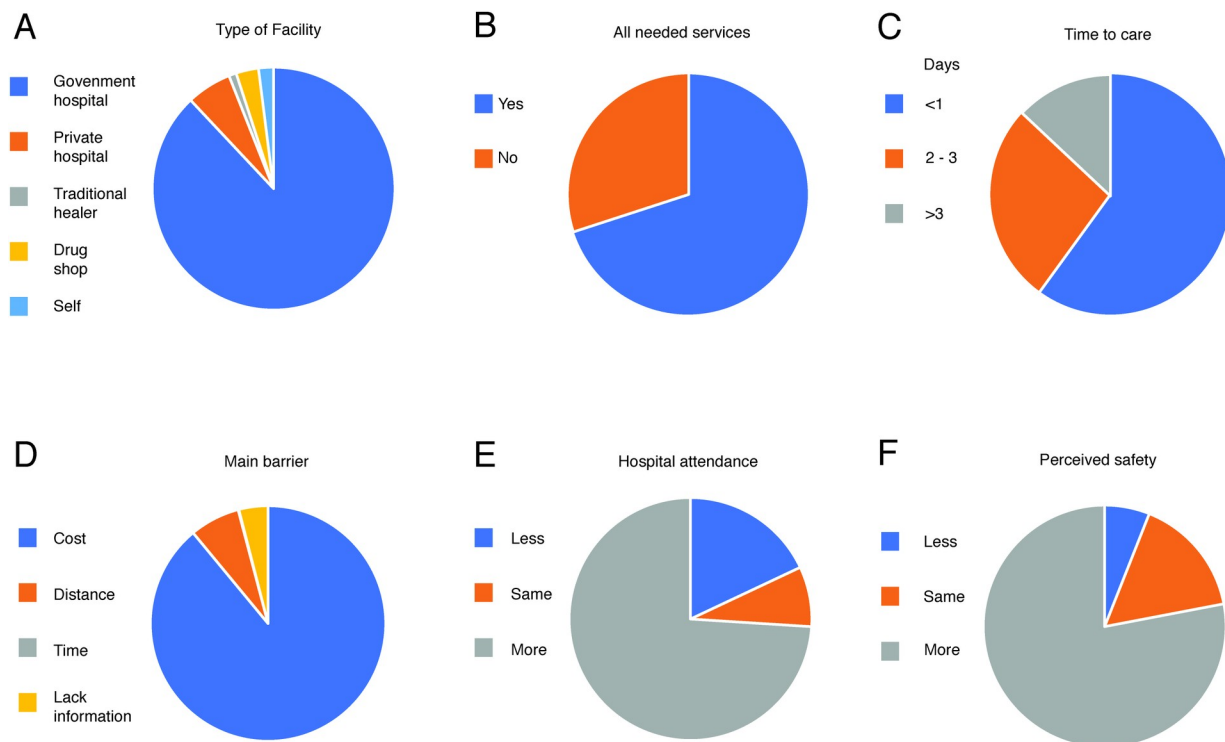 A
Type of Facility
Govenment
hospital
Private
hospital
Traditional
healer
Drug
shop
Self
B
All needed services
Yes
No
C
Time to care
Days
<1
2 - 3
>3
D
Main barrier
Cost
Distance
Time
Lack
information
E
Hospital attendance
Less
Same
More
F
Perceived safety
Less
Same
More